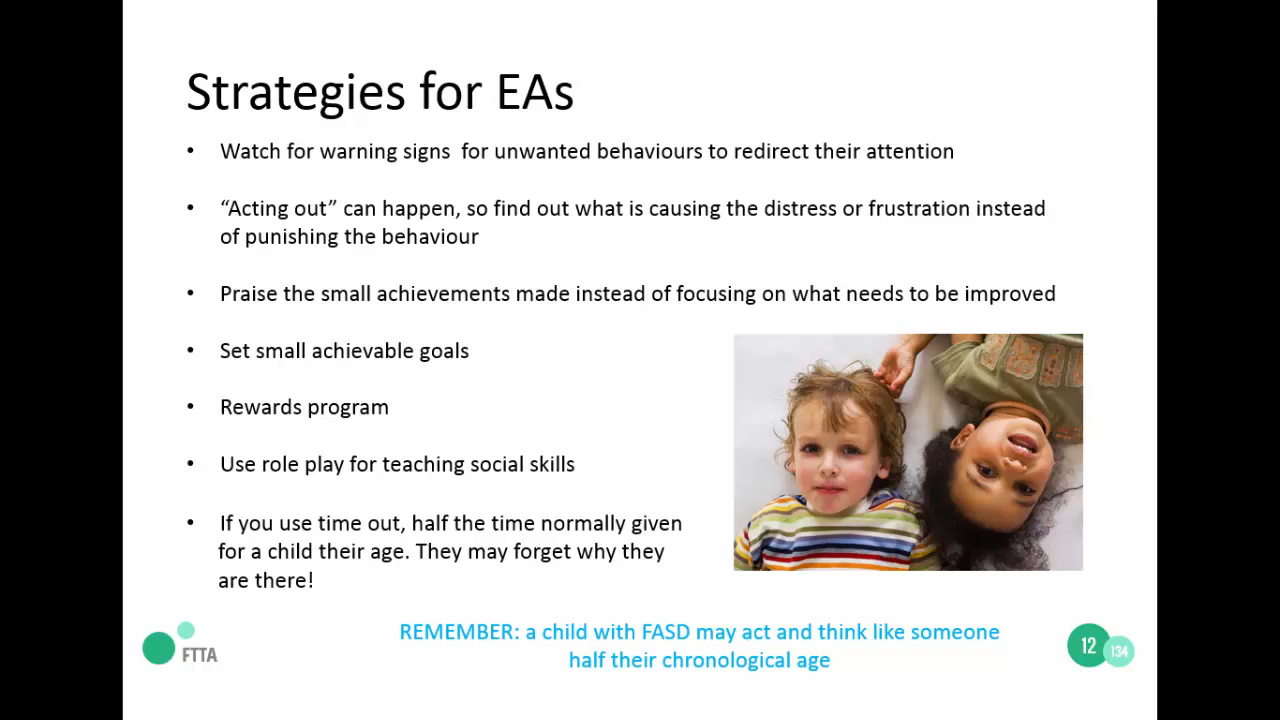 Strategies for EAs
• Watch for warning signs  for unwanted behaviours to redirect their attention
• “Acting out” can happen, so find out what is causing the distress or frustration instead
of punishing the behaviour
• Praise the small achievements made instead of focusing on what needs to be improved
• Set small achievable goals
• Rewards program
• Use role play for teaching social skills
• If you use time out, half the time normally given
for a child their age. They may forget why they
are there!
REMEMBER: a child with FASD may act and think like someone
half their chronological age
FTTA
12
134